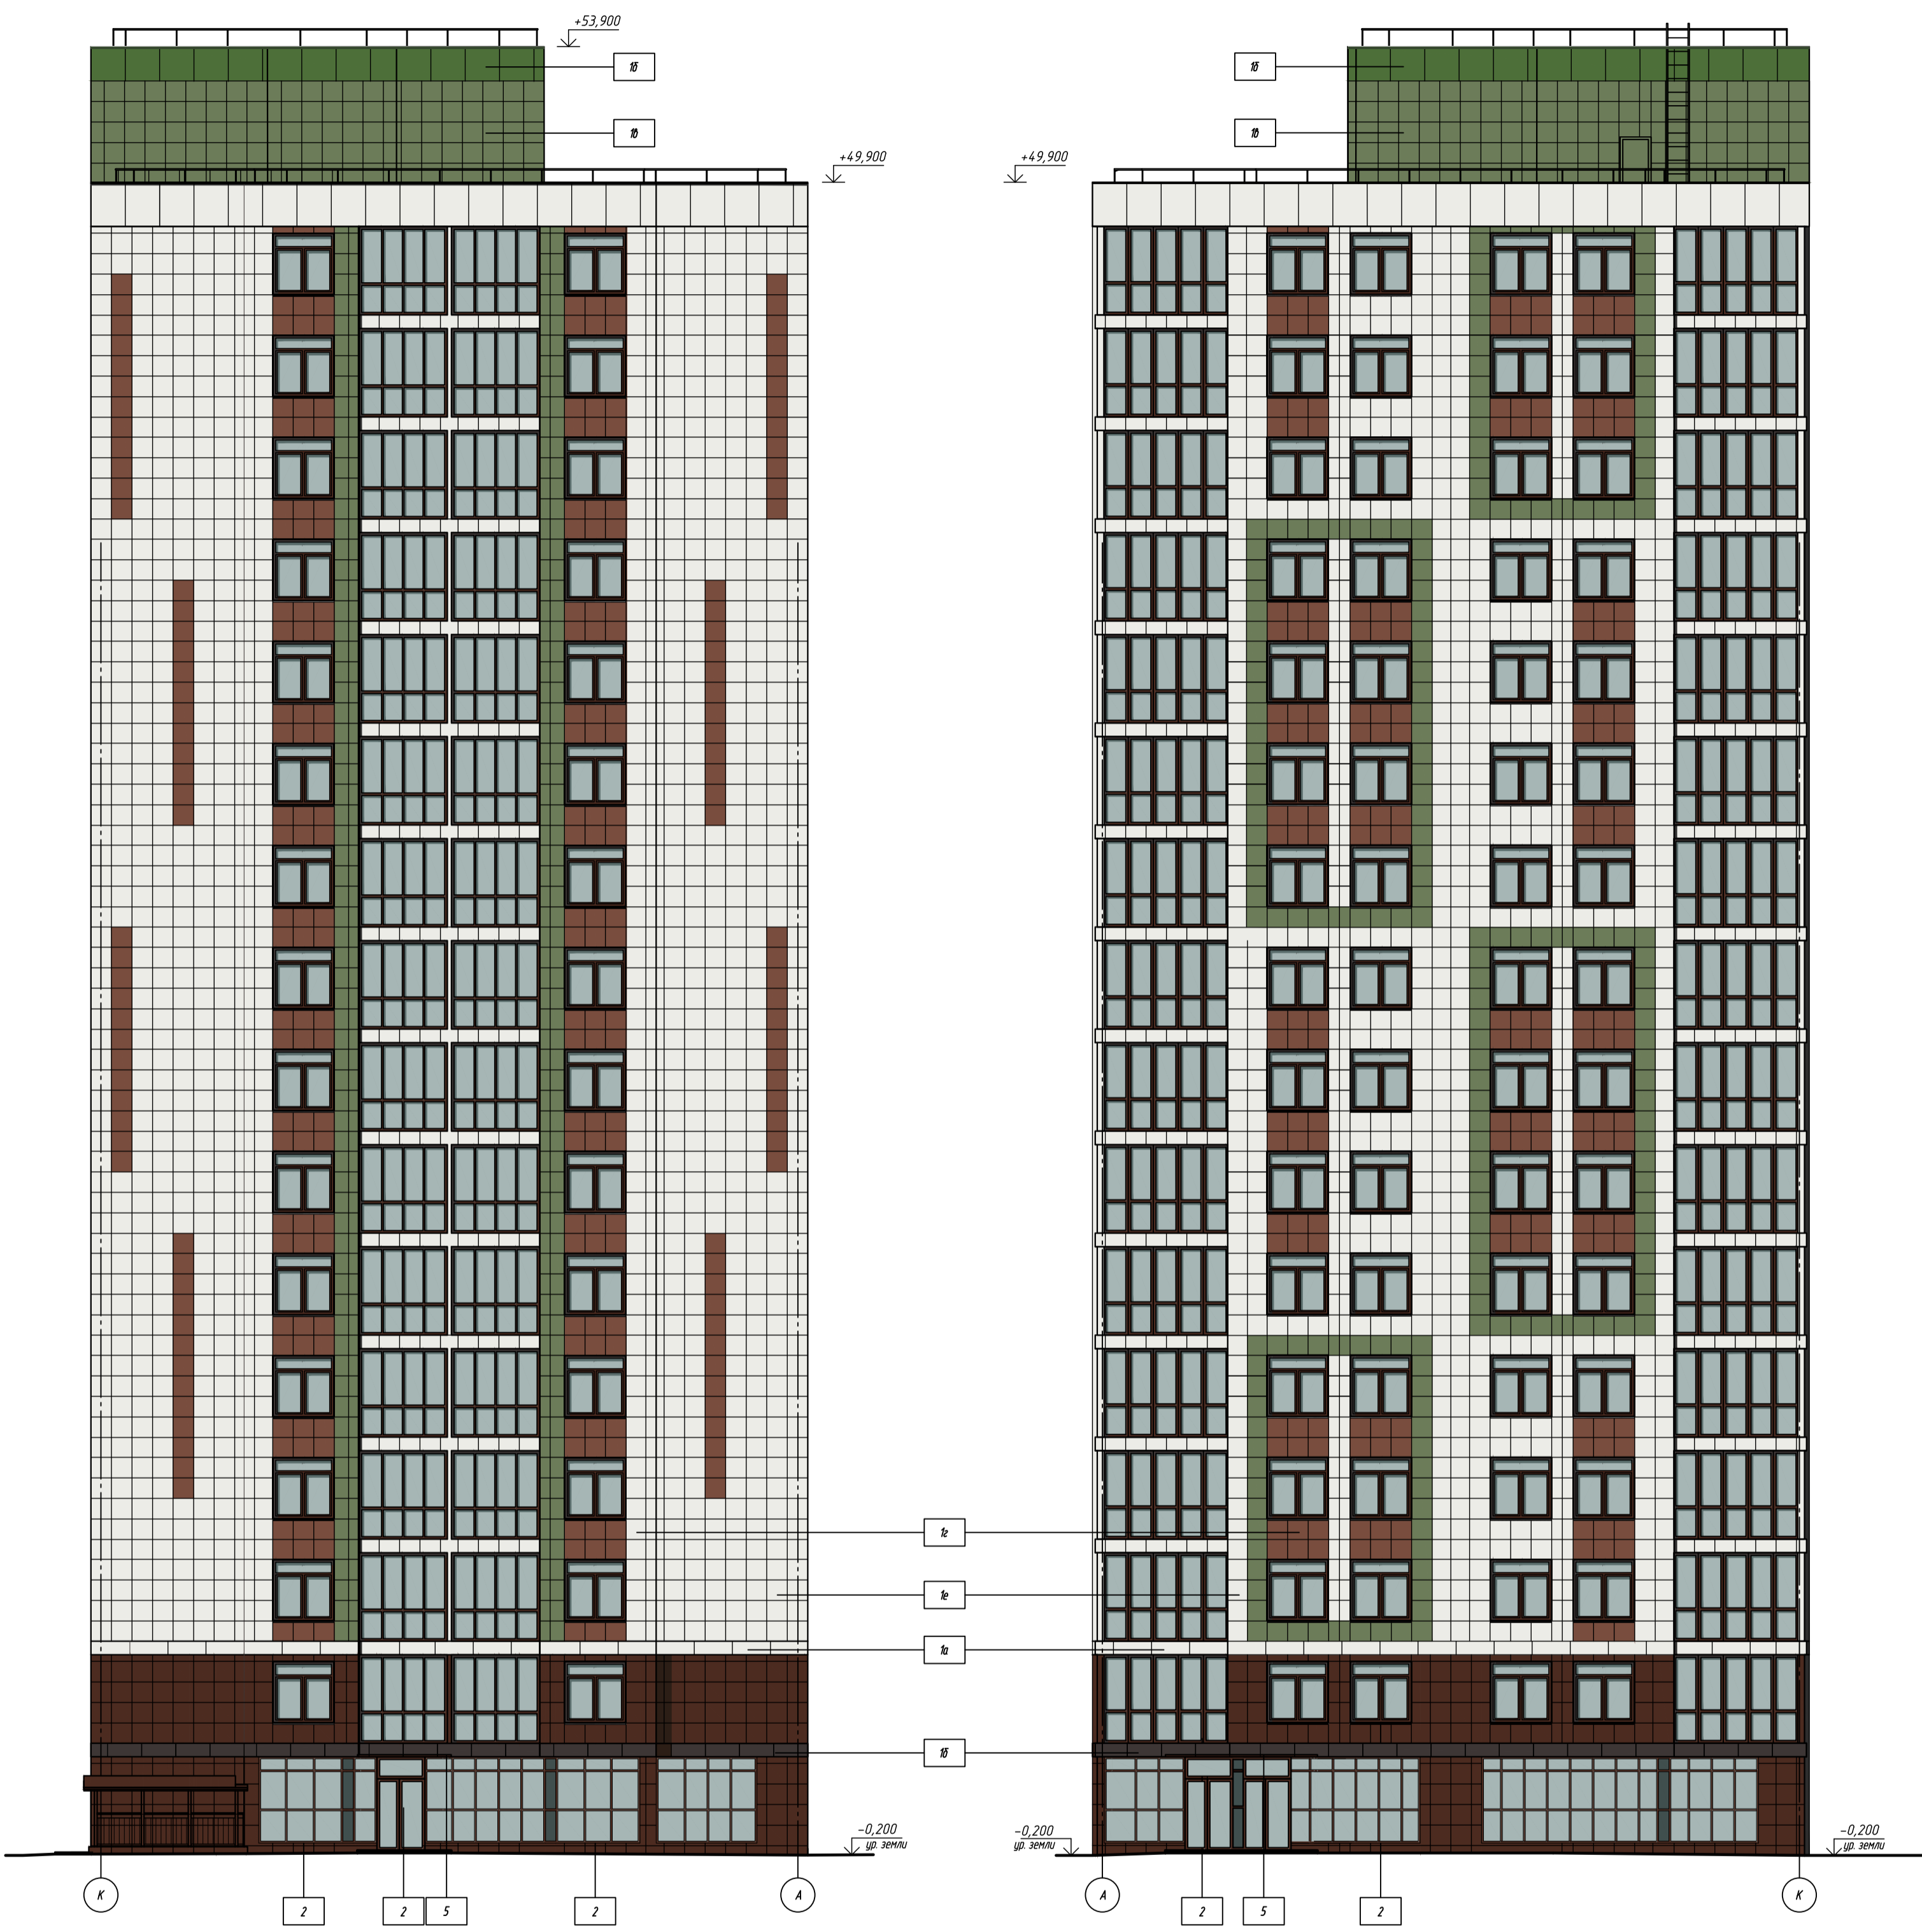 +53,900
1б
1б
1в
1в
+49,900
+49,900
1г
1е
1а
1б
-0,200
ур. земли
-0,200
ур. земли
-0,200
ур. земли
К
А
А
К
2
2
5
2
2
5
2